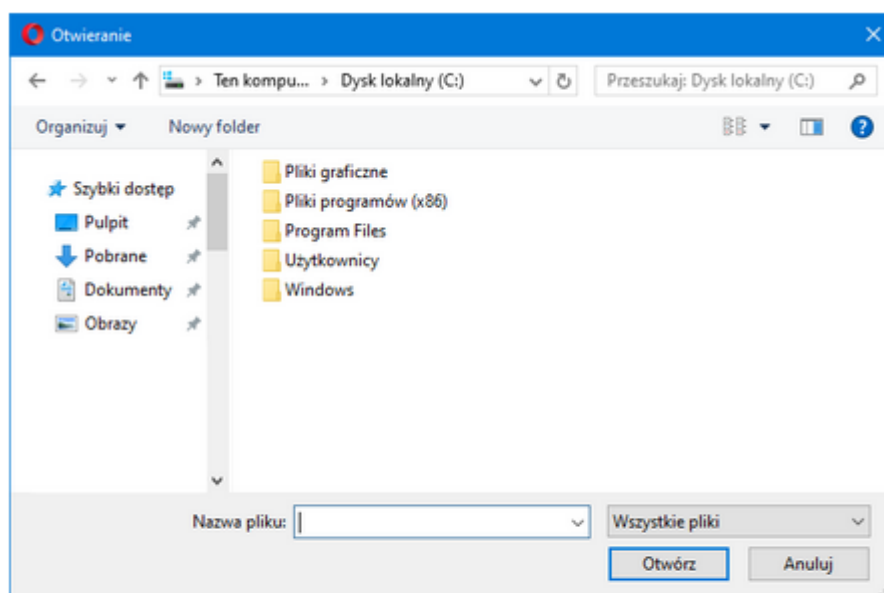 Otwieranie
Ten kompu... › Dysk lokalny (C:)
Przeszukaj: Dysk lokalny (C:)
Organizuj
Nowy folder
Szybki dostęp
Pulpit
Pobrane
Dokumenty
Obrazy
Pliki graficzne
Pliki programów (x86)
Program Files
Użytkownicy
Windows
Nazwa pliku:
Wszystkie pliki
Otwórz
Anuluj